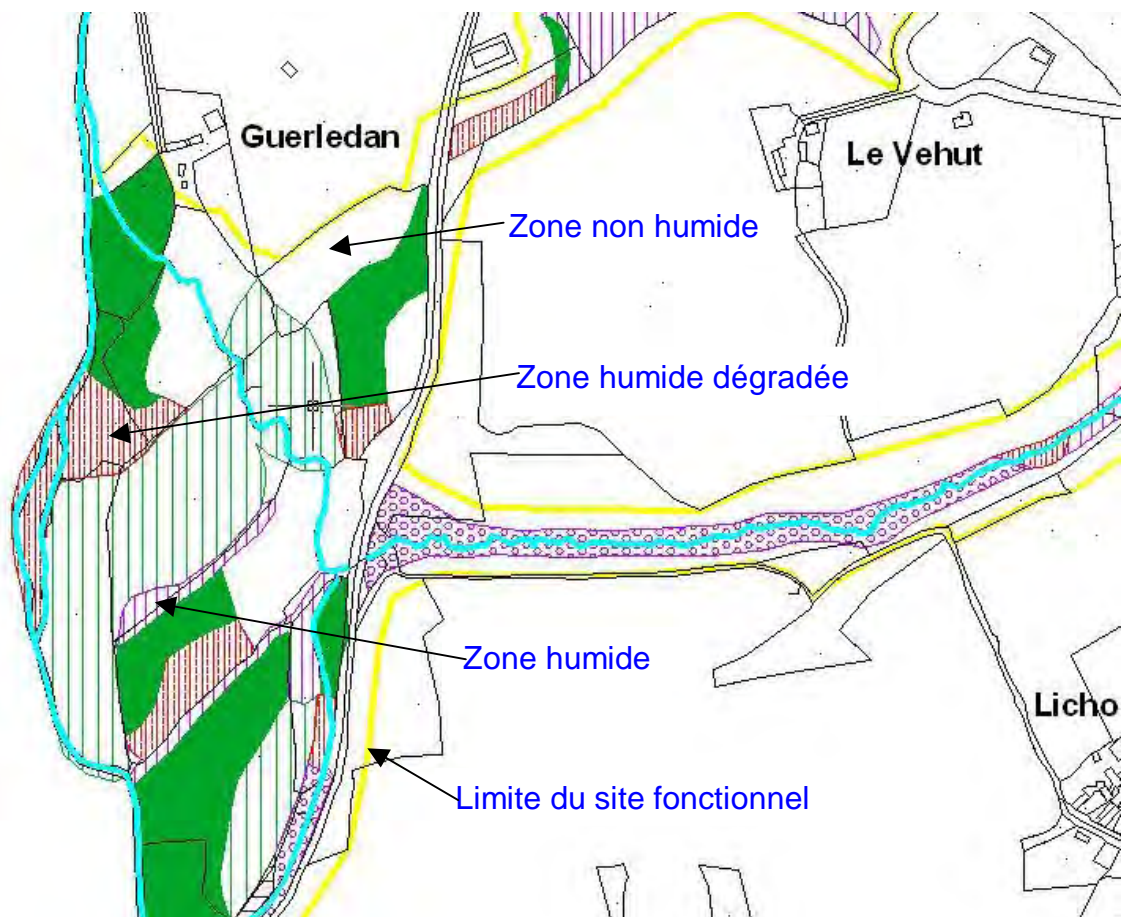 Guerledan
Le Vehut
Zone non humide
Zone humide dégradée
Zone humide
Licho
Limite du site fonctionnel